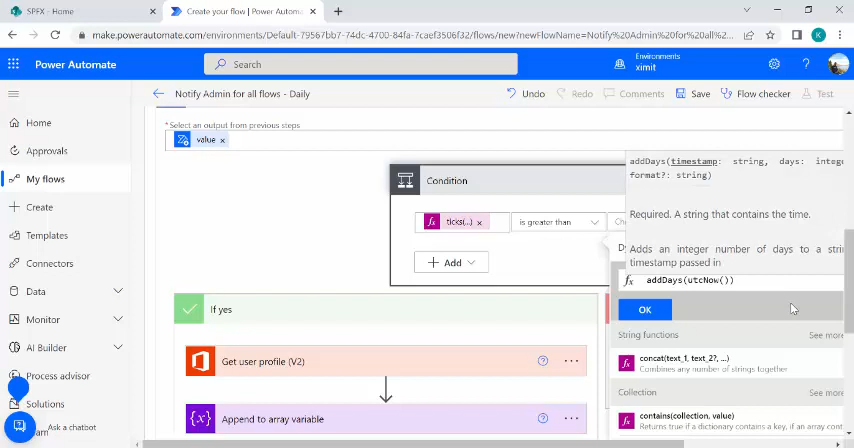 SPFX
Create your flow | Power Automate
make.powerautomate.com/environments/Default-79567bb7-74dc-4700-84fa-7caef3506f32/flows/new?newFlowName=Notify%20Admin%20for%20all...
K
Power Automate
Search
Environments
ximit
Notify Admin for all flows - Daily
Undo
Redo
Comments
Save
Flow checker
Test
Home
Approvals
My flows
Create
Templates
Connectors
Data
Monitor
AI Builder
Process advisor
Solutions
Ask a chatbot
* Select an output from previous steps
value
Condition
ticks(...)
is greater than
Add
If yes
Get user profile (V2)
Append to array variable
addDays(timestamp: string, days: intege
format?: string)
Required. A string that contains the time.
Adds an integer number of days to a strin
timestamp passed in
fx addDays(utcNow())
OK
String functions
See more
concat(text_1, text_2?, ...)
Combines any number of strings together
Collection
See more
contains(collection, value)
Returns true if a dictionary contains a key, if an array cont